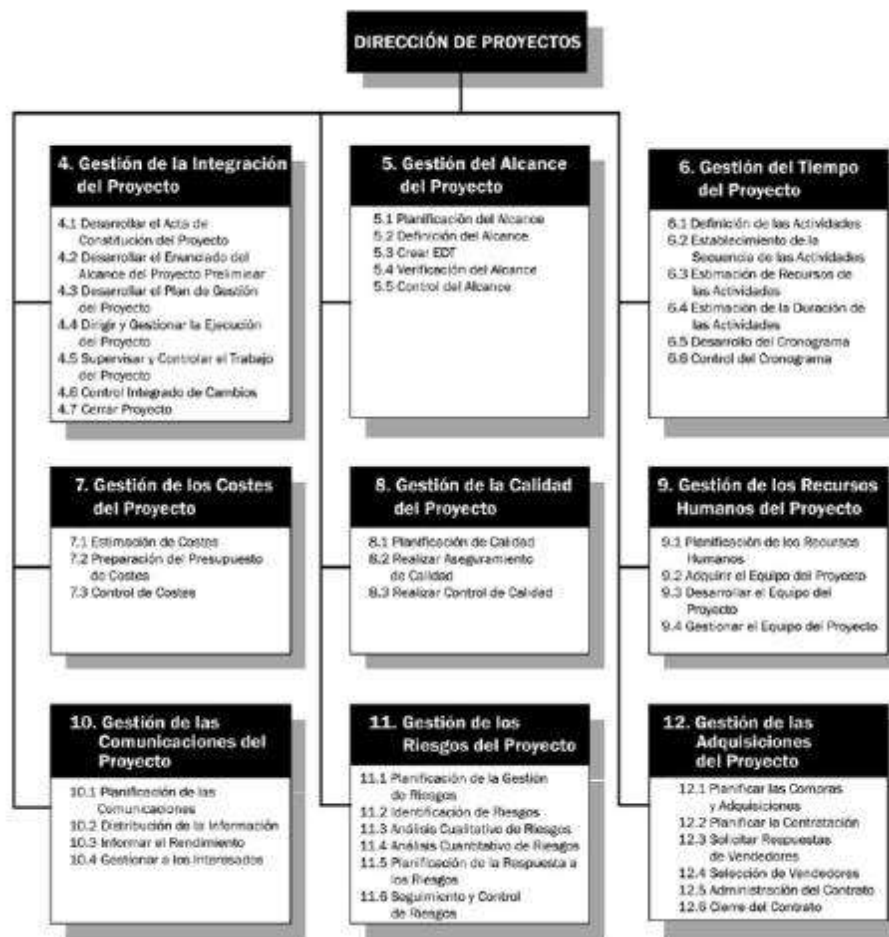 DIRECCIÓN DE PROYECTOS
4. Gestión de la Integración
del Proyecto
4.1 Desarrollar el Acta de
Constitución del Proyecto
4.2 Desarrollar el Enunciado del
Alcance del Proyecto Preliminar
4.3 Desarrollar el Plan de Gestión
del Proyecto
4.4 Dirigir y Gestionar la Ejecución
del Proyecto
4.5 Supervisar y Controlar el Trabajo
del Proyecto
4.6 Control Integrado de Cambios
4.7 Cerrar Proyecto
5. Gestión del Alcance
del Proyecto
5.1 Planificación del Alcance
5.2 Definición del Alcance
5.3 Crear EDT
5.4 Verificación del Alcance
5.5 Control del Alcance
6. Gestión del Tiempo
del Proyecto
6.1 Definición de las Actividades
6.2 Establecimiento de la
Secuencia de las Actividades
6.3 Estimación de Recursos de
las Actividades
6.4 Estimación de la Duración de
las Actividades
6.5 Desarrollo del Cronograma
6.6 Control del Cronograma
7. Gestión de los Costes
del Proyecto
7.1 Estimación de Costes
7.2 Preparación del Presupuesto
de Costes
7.3 Control de Costes
8. Gestión de la Calidad
del Proyecto
8.1 Planificación de Calidad
8.2 Realizar Aseguramiento
de Calidad
8.3 Realizar Control de Calidad
9. Gestión de los Recursos
Humanos del Proyecto
9.1 Planificación de los Recursos
Humanos
9.2 Adquirir el Equipo del Proyecto
9.3 Desarrollar el Equipo del
Proyecto
9.4 Gestionar el Equipo del Proyecto
10. Gestión de las
Comunicaciones del
Proyecto
10.1 Planificación de las
Comunicaciones
10.2 Distribución de la Información
10.3 Informar el Rendimiento
10.4 Gestionar a los Interesados
11. Gestión de los
Riesgos del Proyecto
11.1 Planificación de la Gestión
de Riesgos
11.2 Identificación de Riesgos
11.3 Análisis Cualitativo de Riesgos
11.4 Análisis Cuantitativo de Riesgos
11.5 Planificación de la Respuesta a
los Riesgos
11.6 Seguimiento y Control
de Riesgos
12. Gestión de las
Adquisiciones
del Proyecto
12.1 Planificar las Compras
y Adquisiciones
12.2 Planificar la Contratación
12.3 Solicitar Respuestas
de Vendedores
12.4 Selección de Vendedores
12.5 Administración del Contrato
12.6 Cierre del Contrato